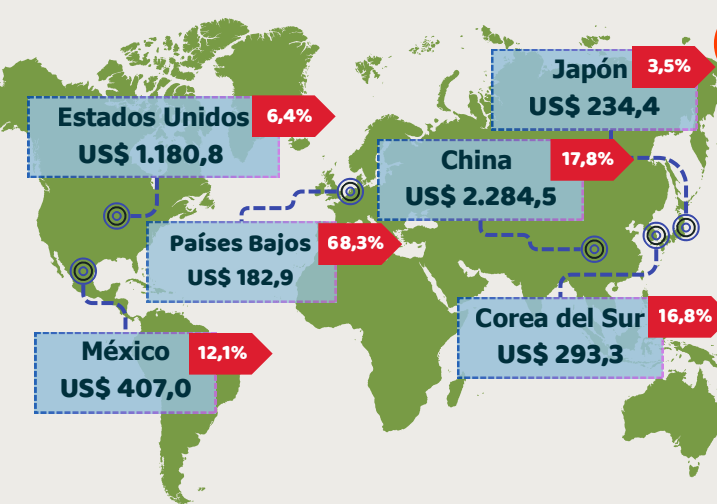 Japón
3,5%
US$ 234,4
Estados Unidos
6,4%
US$ 1.180,8
China
17,8%
US$ 2.284,5
Países Bajos
68,3%
US$ 182,9
Corea del Sur
16,8%
US$ 293,3
México
12,1%
US$ 407,0